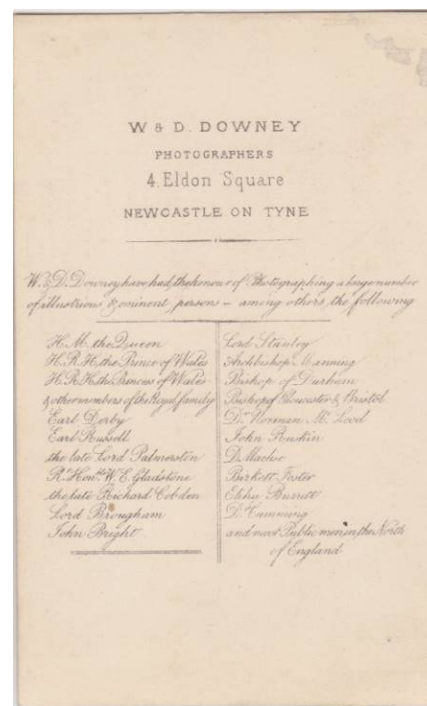 W & D. DOWNEY
PHOTOGRAPHERS
4. Eldon Square
NEWCASTLE ON TYNE
W. & D. Downey have had the honour of Photographing a large number
of illustrious & eminent persons – among others, the following
H. M. the Queen
H. R. H. the Prince of Wales
H. R. H. the Princess of Wales
& other members of the Royal family
Earl Derby
Earl Russell
the late Lord Palmerston
Rt. Honble. W. E. Gladstone
the late Richard Cobden
Lord Brougham
John Bright
Lord Stanley
Archbishop Manning
Bishop of Durham
Bishop of Gloucester & Bristol
Dr. Norman Mc.Leod
John Ruskin
D. Maclise
Birkett Foster
Elihu Burritt
Dr. Cumming
and most Public men in the North
of England